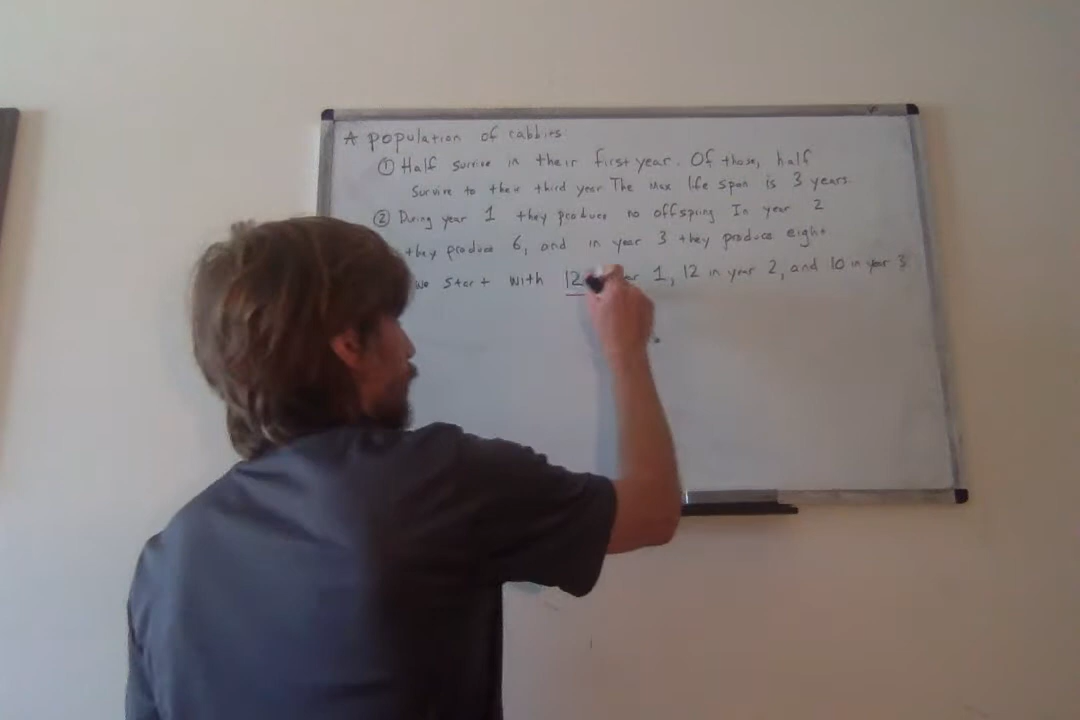 A population of rabbits
① Half survive in their first year. Of those, half
survive to their third year The max life span is 3 years.
② During year 1 they produce no offspring In year 2
they produce 6, and in year 3 they produce eight
we start with 12 year 1, 12 in year 2, and 10 in year 3